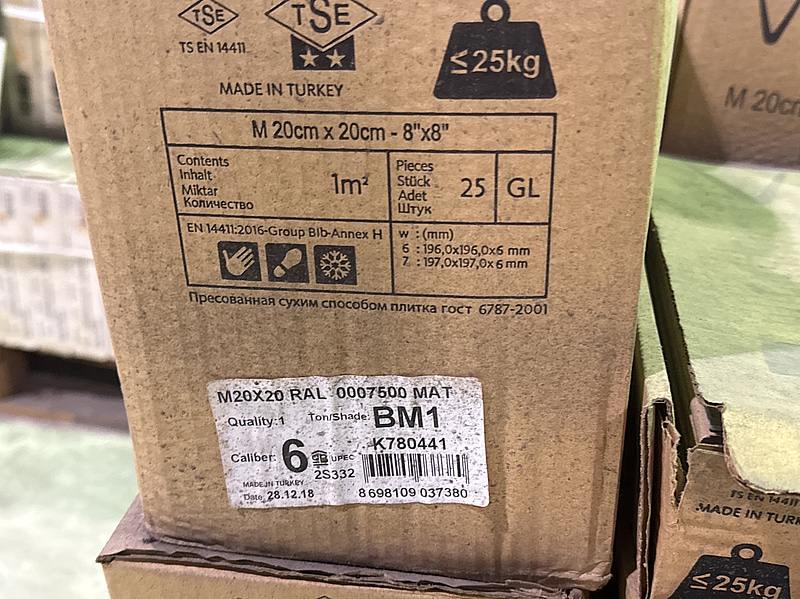 TSE
TS EN 14411
TSE
≤25kg
MADE IN TURKEY
M 20cm x 20cm - 8"x8"
Contents
Inhalt
Miktar
Количество
1m²
Pieces
Stück
Adet
Штук
25
GL
EN 14411:2016-Group BIb-Annex H
w : (mm)
6 : 196,0x196,0x6 mm
7 : 197,0x197,0x6 mm
Пресованная сухим способом плитка гост 6787-2001
M20X20 RAL 0007500 MAT
Quality:1 Ton/Shade: BM1
K780441
Caliber: 6 UPEC
2S332
MADE IN TURKEY
Date 28.12.18
8698109 037380
M 20cm
TS EN 14411
MADE IN TURK
≤25kg